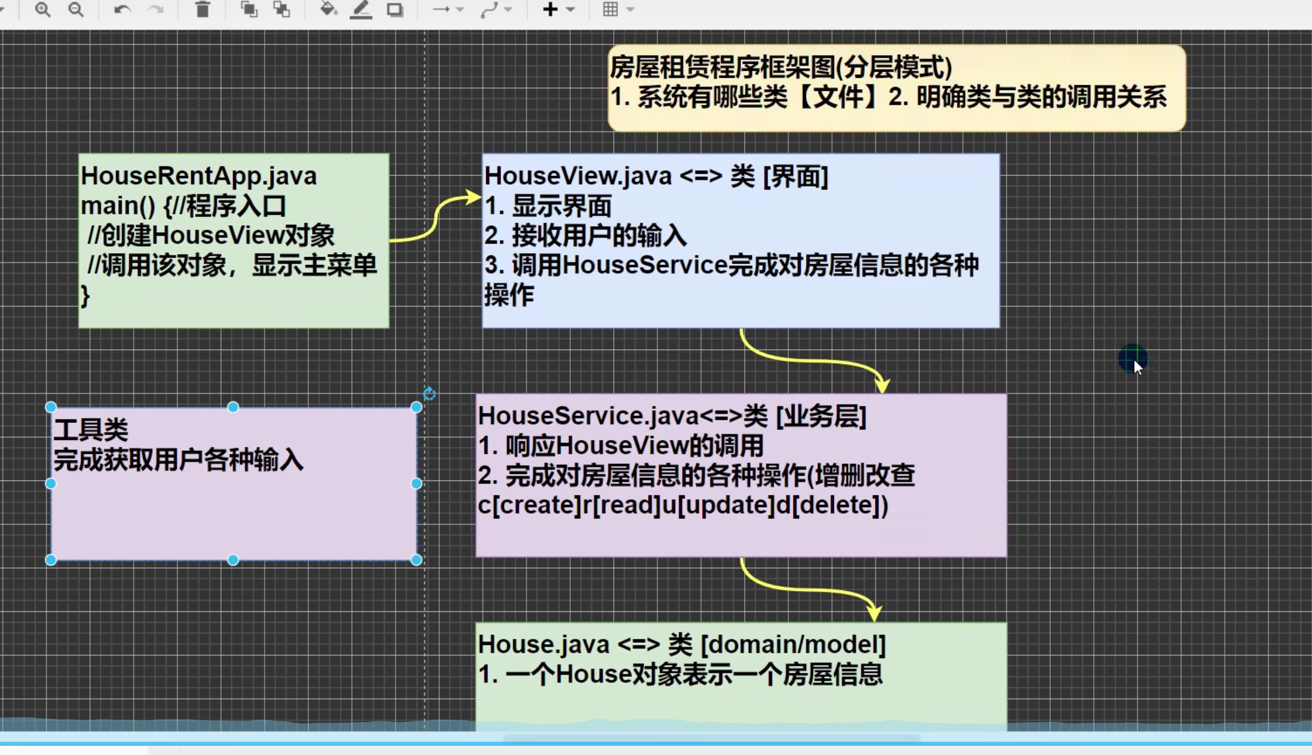 房屋租赁程序框架图(分层模式)
1. 系统有哪些类【文件】2. 明确类与类的调用关系
HouseRentApp.java
main() {//程序入口
//创建HouseView对象
//调用该对象，显示主菜单
}
HouseView.java <=> 类 [界面]
1. 显示界面
2. 接收用户的输入
3. 调用HouseService完成对房屋信息的各种
操作
工具类
完成获取用户各种输入
HouseService.java<=>类 [业务层]
1. 响应HouseView的调用
2. 完成对房屋信息的各种操作(增删改查
c[create]r[read]u[update]d[delete])
House.java <=> 类 [domain/model]
1. 一个House对象表示一个房屋信息